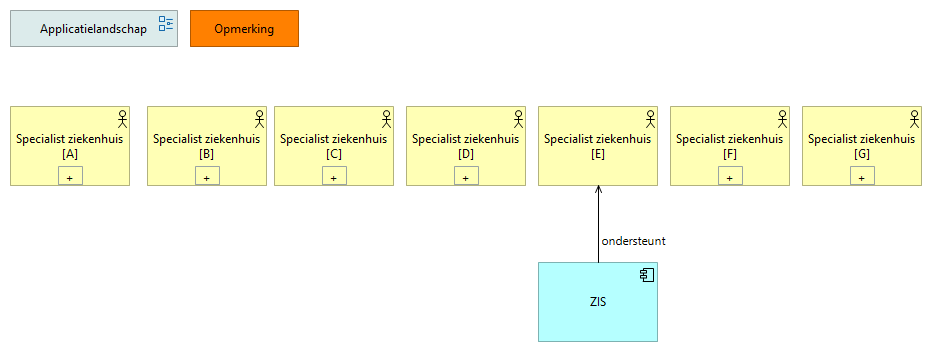 Applicatielandschap
Opmerking
Specialist ziekenhuis
[A]
+
Specialist ziekenhuis
[B]
+
Specialist ziekenhuis
[C]
+
Specialist ziekenhuis
[D]
+
Specialist ziekenhuis
[E]
Specialist ziekenhuis
[F]
+
Specialist ziekenhuis
[G]
+
ondersteunt
ZIS